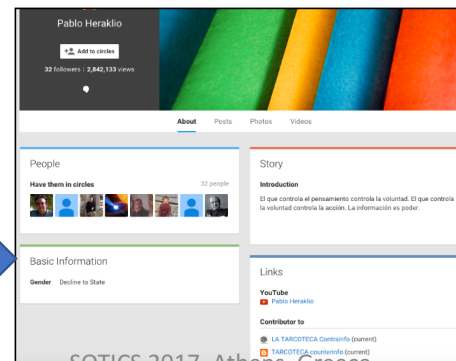 Pablo Heraklio
Add to circles
32 followers | 2,842,133 views
About Posts Photos Videos
People
Have them in circles 32 people
Basic Information
Gender Decline to State
Story
Introduction
El que controla el pensamiento controla la voluntad. El que controla
la voluntad controla la acción. La información es poder.
Links
YouTube
Pablo Heraklio
Contributor to
LA TARCOTECA Contrainfo (current)
TARCOTECA counterinfo (current)
SOTICS 2017, Athens, Greece